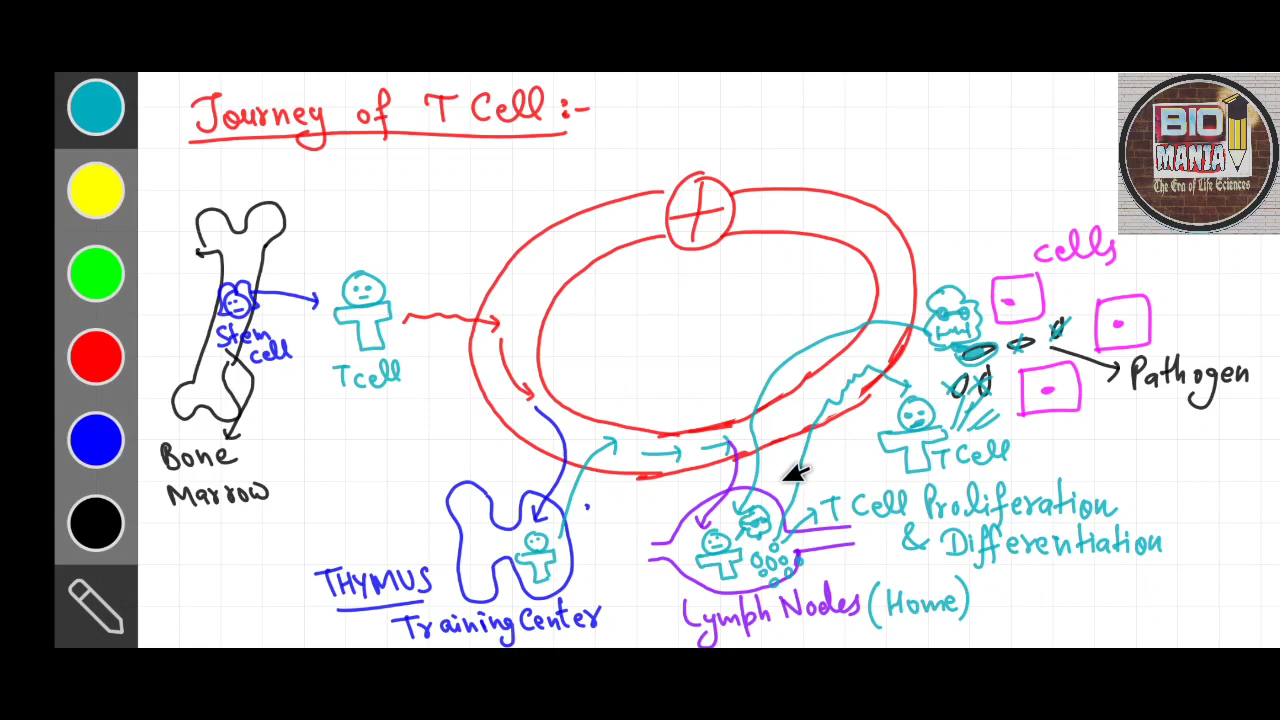 Journey of T Cell :-
BIO
MANIA
The Era of Life Sciences
cells
Stem
cell
T cell
Pathogen
Bone
Marrow
T Cell
T Cell Proliferation
& Differentiation
THYMUS
Training Center
Lymph Nodes (Home)